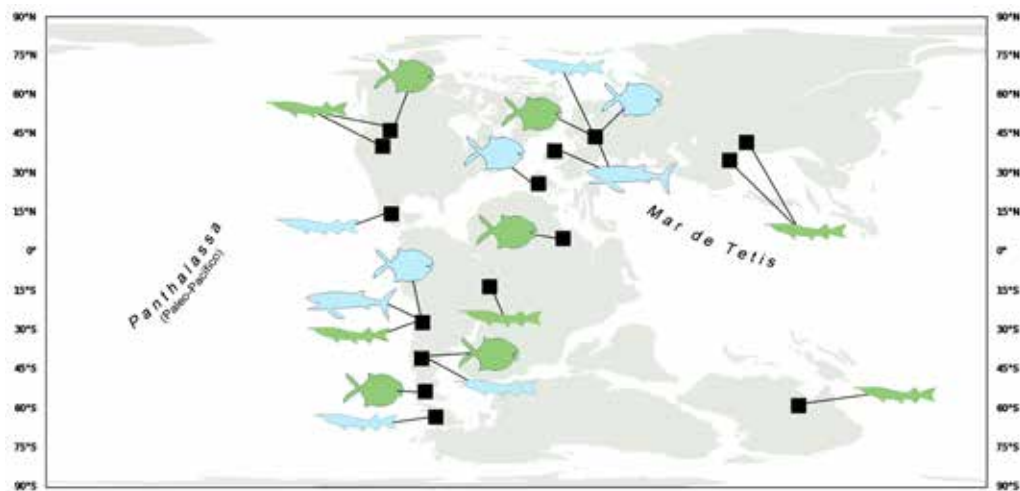 90°N 90°N
75°N 75°N
60°N 60°N
45°N 45°N
30°N 30°N
15°N 15°N
0° 0°
15°S 15°S
30°S 30°S
45°S 45°S
60°S 60°S
75°S 75°S
90°S 90°S
Panthalassa
(Paleo-Pacífico)
Mar de Tetis